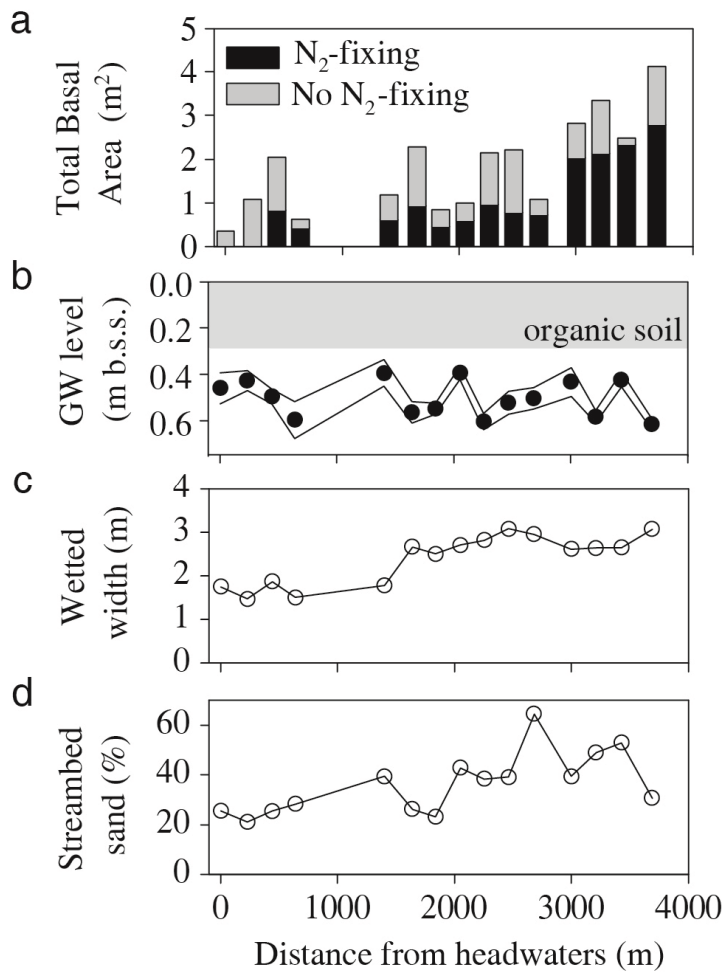 a
5
4
3
2
1
0
Total Basal
Area (m²)
N₂-fixing
No N₂-fixing
b
0.0
0.2
0.4
0.6
GW level
(m b.s.s.)
organic soil
c
4
3
2
1
0
Wetted
width (m)
d
60
40
20
0
Streambed
sand (%)
0 1000 2000 3000 4000
Distance from headwaters (m)